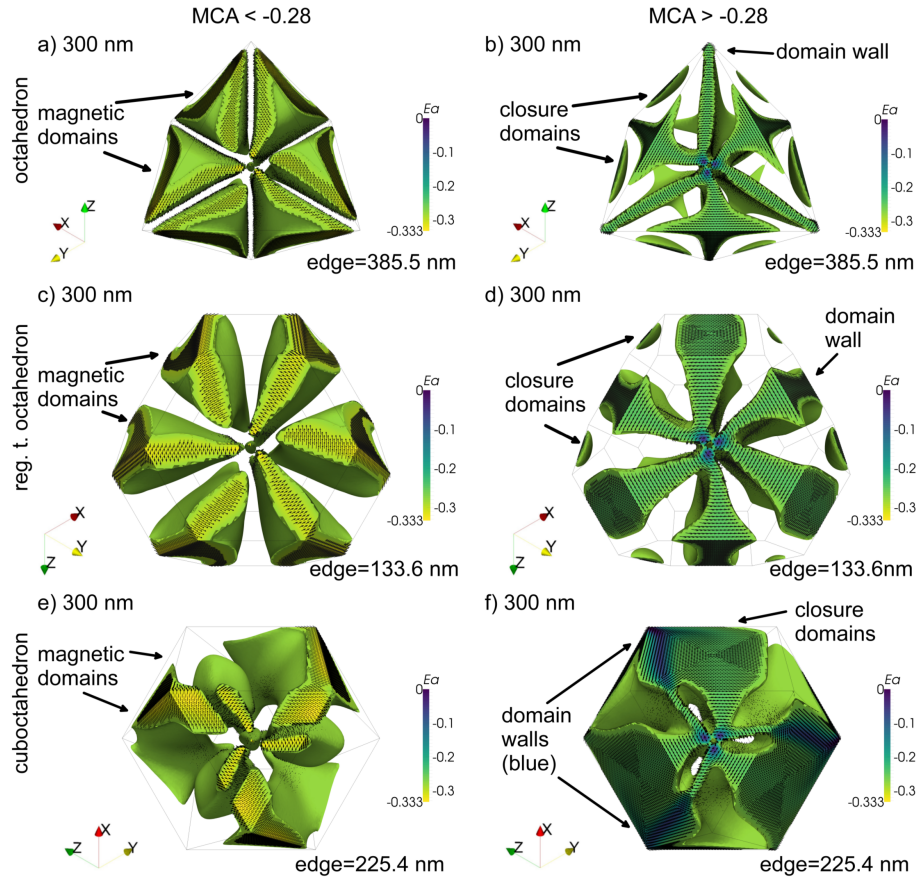 MCA < -0.28
MCA > -0.28
octahedron
a) 300 nm
magnetic
domains
Ea
0
-0.1
-0.2
-0.3
-0.333
X
Z
Y
edge=385.5 nm
b) 300 nm
domain wall
closure
domains
Ea
0
-0.1
-0.2
-0.3
-0.333
X
Z
Y
edge=385.5 nm
reg. t. octahedron
c) 300 nm
magnetic
domains
Ea
0
-0.1
-0.2
-0.3
-0.333
X
Y
Z
edge=133.6 nm
d) 300 nm
domain
wall
closure
domains
Ea
0
-0.1
-0.2
-0.3
-0.333
X
Y
Z
edge=133.6nm
cuboctahedron
e) 300 nm
magnetic
domains
Ea
0
-0.1
-0.2
-0.3
-0.333
X
Z
Y
edge=225.4 nm
f) 300 nm
closure
domains
domain
walls
(blue)
Ea
0
-0.1
-0.2
-0.3
-0.333
X
Z
Y
edge=225.4 nm